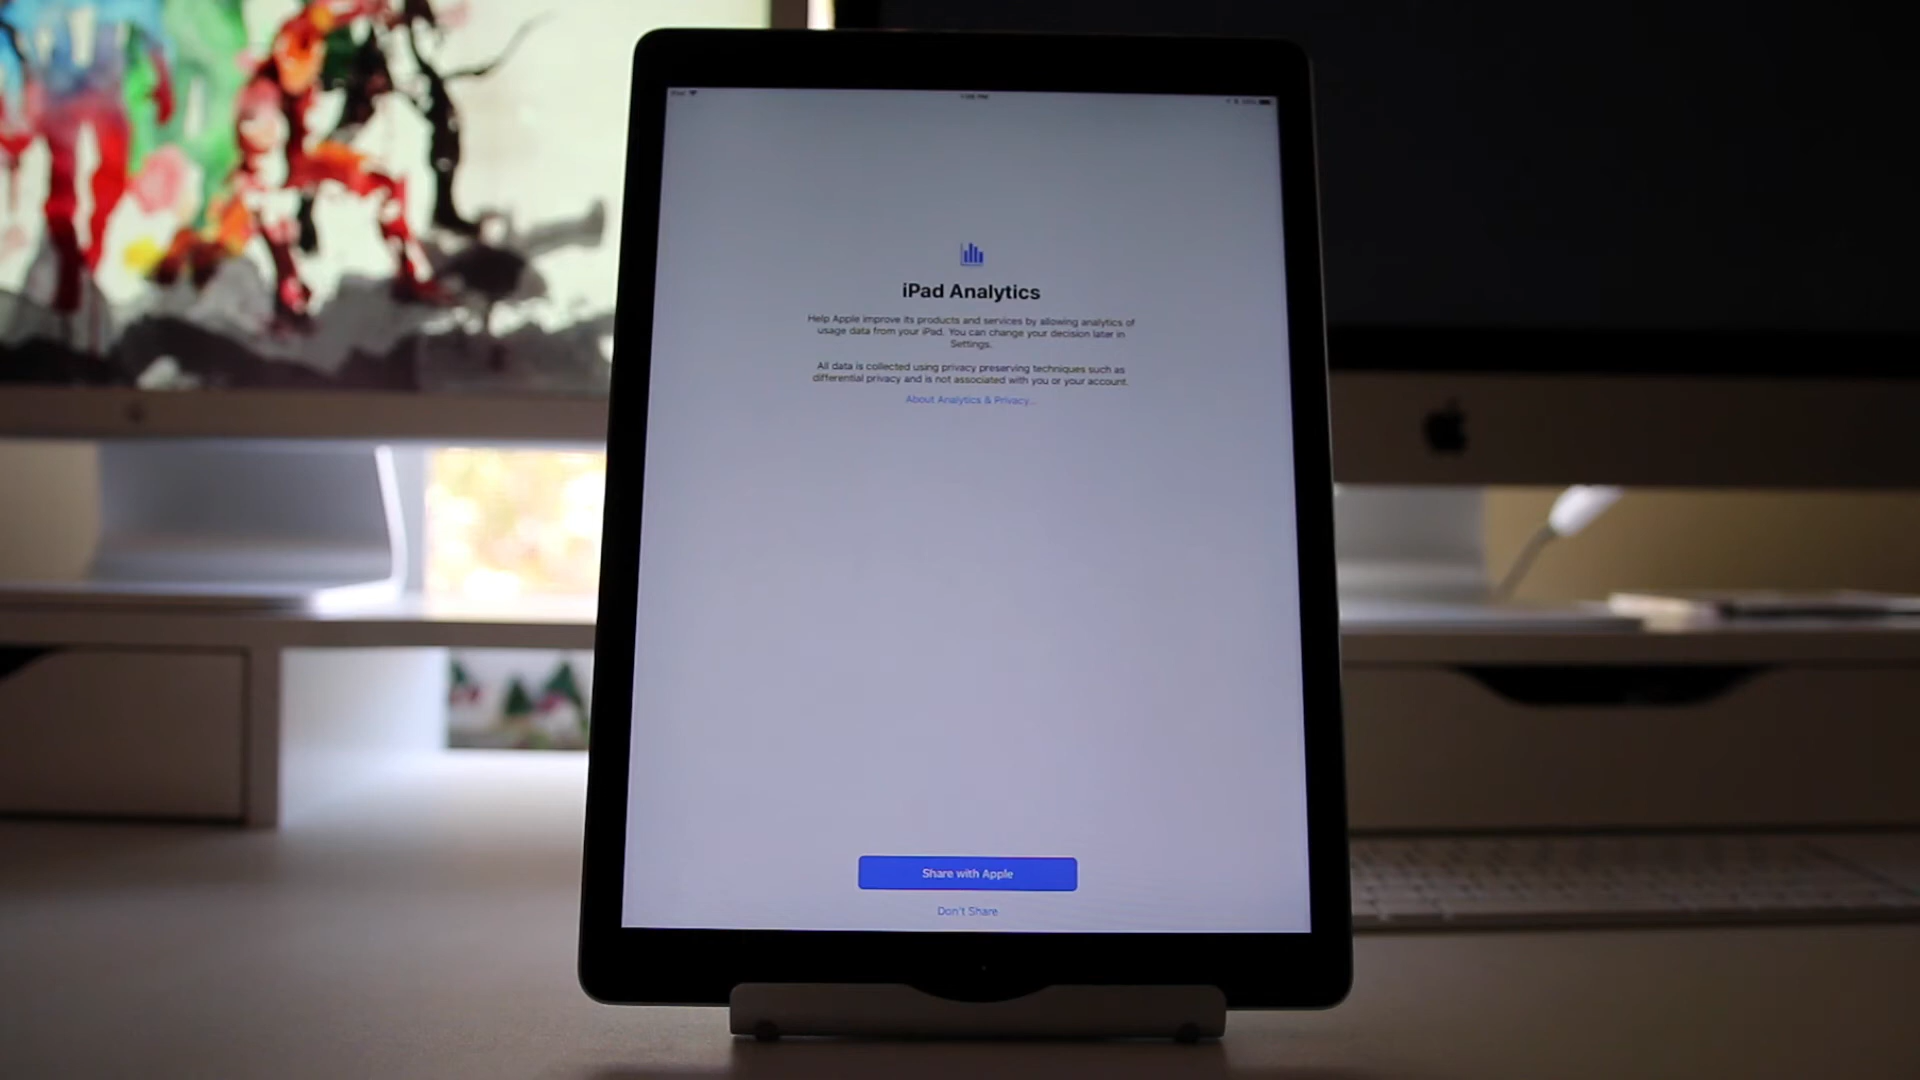 iPad
iPad Analytics
Help Apple improve its products and services by allowing analytics of
usage data from your iPad. You can change your decision later in
Settings.
All data is collected using privacy preserving techniques such as
differential privacy and is not associated with you or your account.
About Analytics & Privacy...
Share with Apple
Don't Share